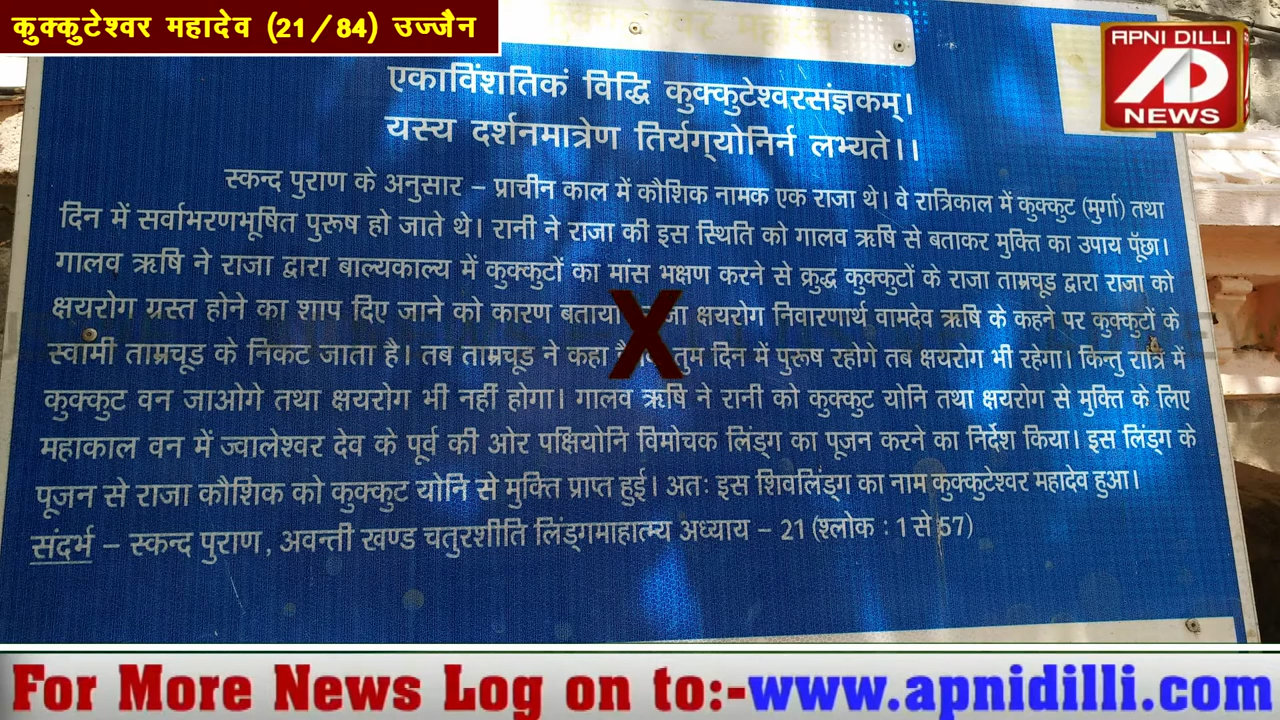 कुक्कुटेश्वर महादेव (21/84) उज्जैन
APNI DILLI
AD
NEWS
एकाविंशतिकं विद्धि कुक्कुटेश्वरसंज्ञकम्।
यस्य दर्शनमात्रेण तिर्यग्योनिर्न लभ्यते।।
स्कन्द पुराण के अनुसार – प्राचीन काल में कौशिक नामक एक राजा थे। वे रात्रिकाल में कुक्कुट (मुर्गा) तथा
दिन में सर्वाभरणभूषित पुरूष हो जाते थे। रानी ने राजा की इस स्थिति को गालव ऋषि से बताकर मुक्ति का उपाय पूॅंछा।
गालव ऋषि ने राजा द्वारा बाल्यकाल्य में कुक्कुटों का मांस भक्षण करने से क्रुद्ध कुक्कुटों के राजा ताम्रचूड़ द्वारा राजा को
क्षयरोग ग्रस्त होने का शाप दिए जाने को कारण बताया क्षयरोग निवारणार्थ वामदेव ऋषि के कहने पर कुक्कुटों के
स्वामी ताम्रचूड़ के निकट जाता है। तब ताम्रचूड़ ने कहा तुम दिन में पुरूष रहोगे तब क्षयरोग भी रहेगा। किन्तु रात्रि में
कुक्कुट वन जाओगे तथा क्षयरोग भी नहीं होगा। गालव ऋषि ने रानी को कुक्कुट योनि तथा क्षयरोग से मुक्ति के लिए
महाकाल वन में ज्वालेश्वर देव के पूर्व की ओर पक्षियोनि विमोचक लिंङ्ग का पूजन करने का निर्देश किया। इस लिंङ्ग के
पूजन से राजा कौशिक को कुक्कुट योनि से मुक्ति प्राप्त हुई। अतः इस शिवलिंङ्ग का नाम कुक्कुटेश्वर महादेव हुआ।
संदर्भ – स्कन्द पुराण, अवन्ती खण्ड चतुरशीति लिंङ्गमाहात्म्य अध्याय – 21 (श्लोक : 1 से 57)
X
For More News Log on to:-www.apnidilli.com